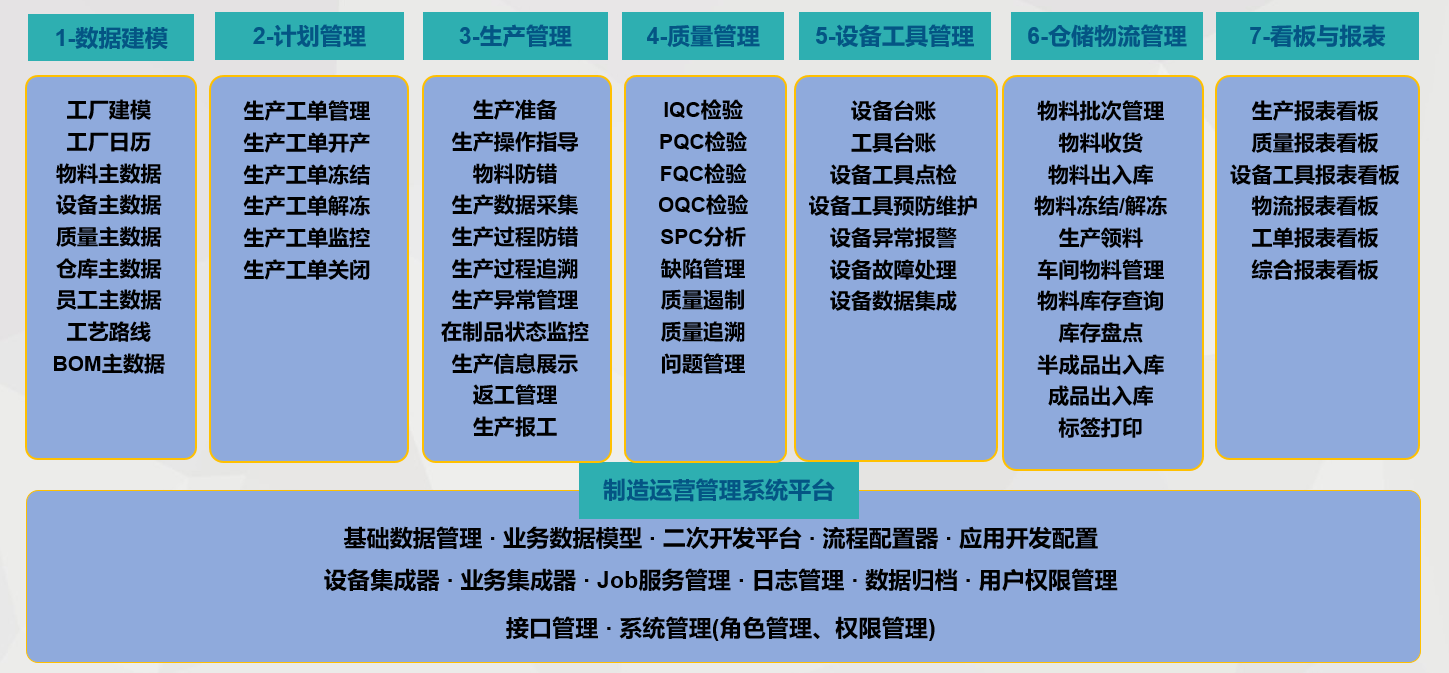 1-数据建模
工厂建模
工厂日历
物料主数据
设备主数据
质量主数据
仓库主数据
员工主数据
工艺路线
BOM主数据
2-计划管理
生产工单管理
生产工单开产
生产工单冻结
生产工单解冻
生产工单监控
生产工单关闭
3-生产管理
生产准备
生产操作指导
物料防错
生产数据采集
生产过程防错
生产过程追溯
生产异常管理
在制品状态监控
生产信息展示
返工管理
生产报工
4-质量管理
IQC检验
PQC检验
FQC检验
OQC检验
SPC分析
缺陷管理
质量遏制
质量追溯
问题管理
5-设备工具管理
设备台账
工具台账
设备工具点检
设备工具预防维护
设备异常报警
设备故障处理
设备数据集成
6-仓储物流管理
物料批次管理
物料收货
物料出入库
物料冻结/解冻
生产领料
车间物料管理
物料库存查询
库存盘点
半成品出入库
成品出入库
标签打印
7-看板与报表
生产报表看板
质量报表看板
设备工具报表看板
物流报表看板
工单报表看板
综合报表看板
制造运营管理系统平台
基础数据管理 · 业务数据模型 · 二次开发平台 · 流程配置器 · 应用开发配置
设备集成器 · 业务集成器 · Job服务管理 · 日志管理 · 数据归档 · 用户权限管理
接口管理 · 系统管理(角色管理、权限管理)